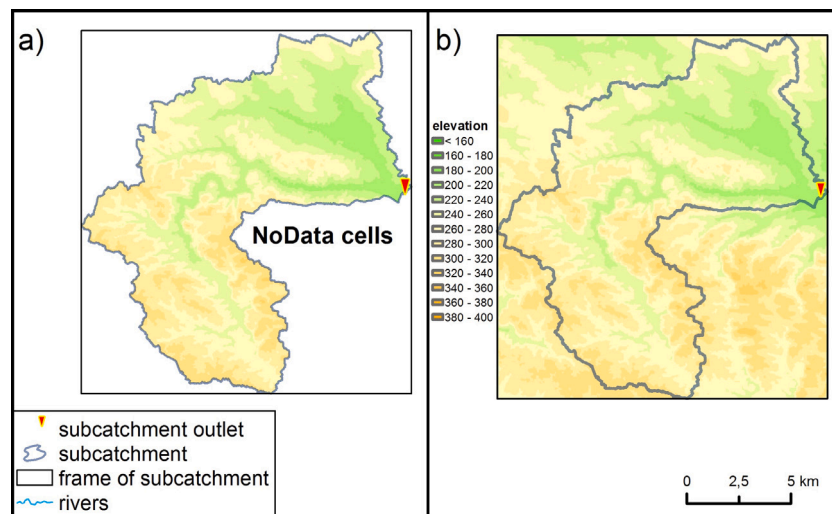 a)
NoData cells
subcatchment outlet
subcatchment
frame of subcatchment
rivers
b)
elevation
< 160
160 - 180
180 - 200
200 - 220
220 - 240
240 - 260
260 - 280
280 - 300
300 - 320
320 - 340
340 - 360
360 - 380
380 - 400
0 2,5 5 km